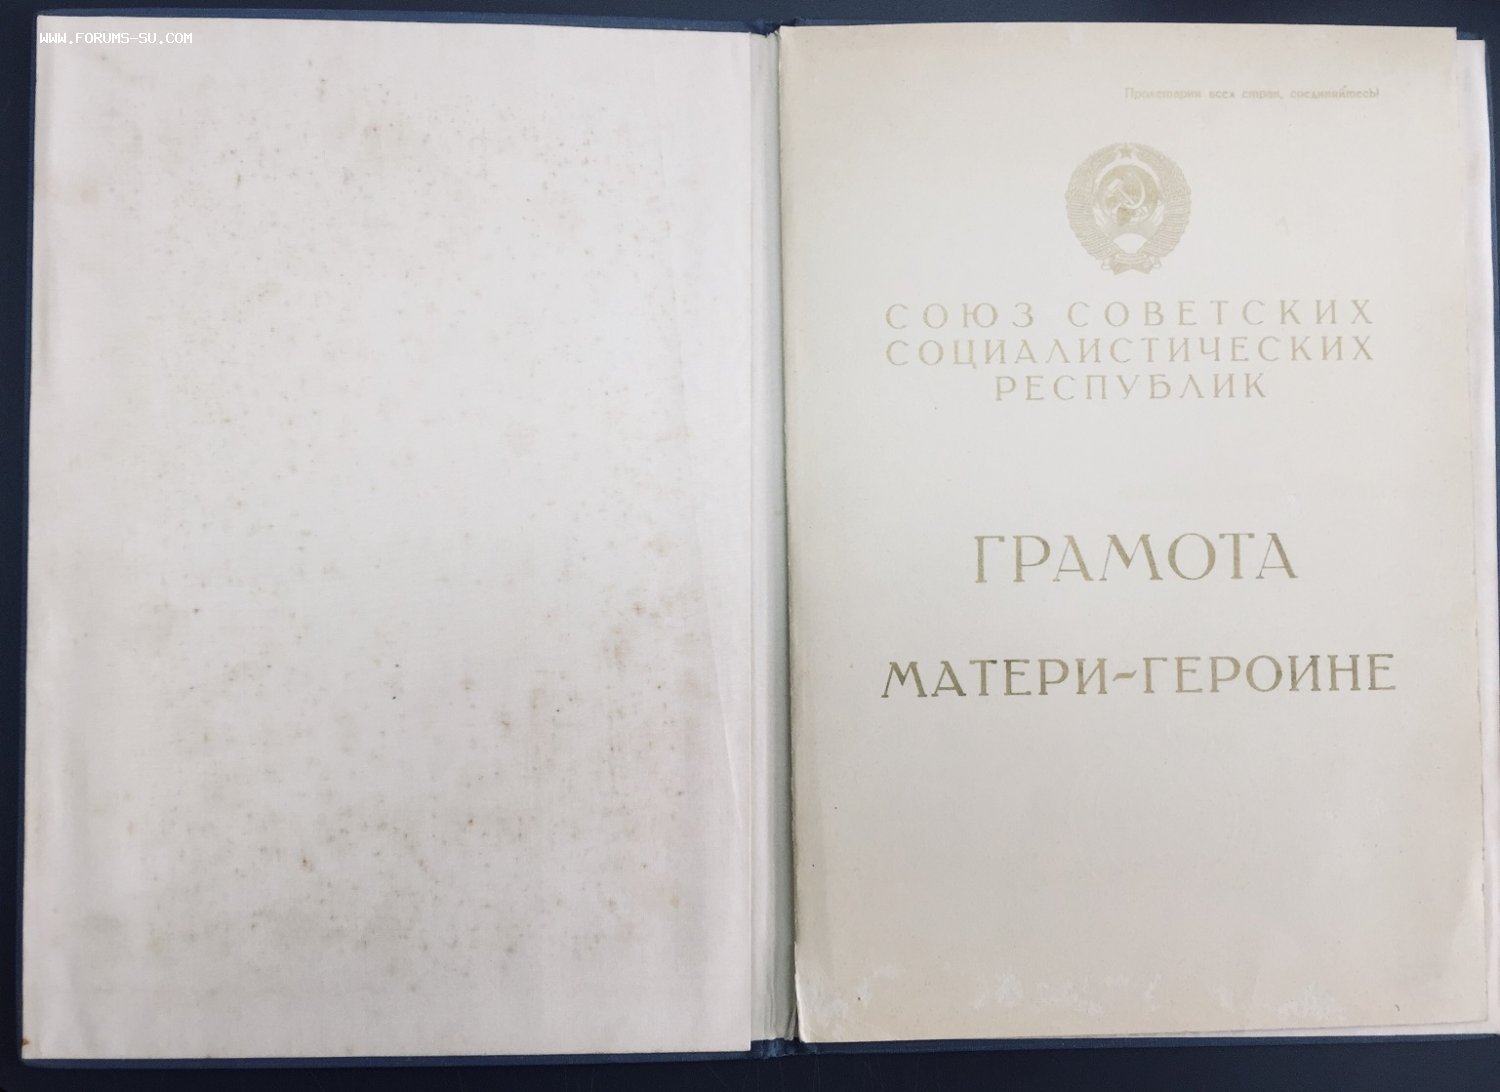 WWW.FORUMS-SU.COM
Пролетарии всех стран, соединяйтесь!
СОЮЗ СОВЕТСКИХ
СОЦИАЛИСТИЧЕСКИХ
РЕСПУБЛИК
ГРАМОТА
МАТЕРИ-ГЕРОИНЕ